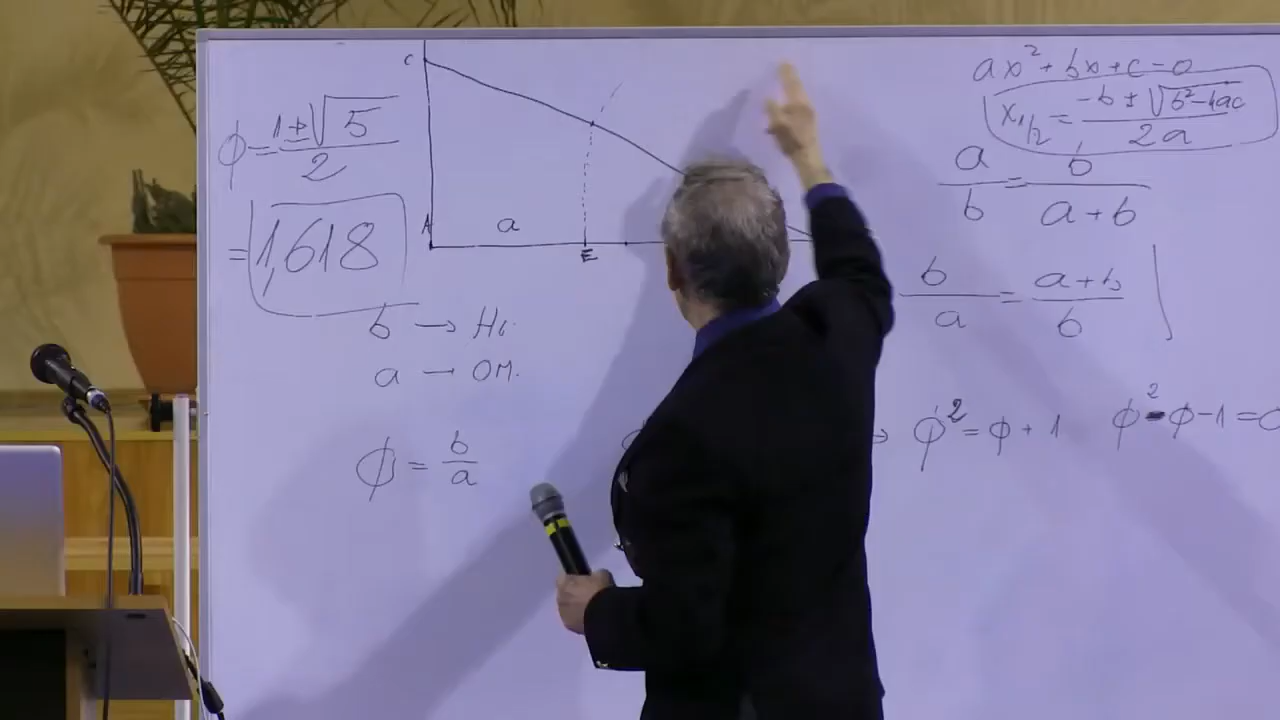 C
A
a
E
ϕ = (1 ± √5) / 2
= 1,618
b → Hi.
a → OM.
ϕ = b / a
ax² + bx + c = 0
x₁/₂ = (-b ± √(b² - 4ac)) / 2a
a / b = b / (a + b)
b / a = (a + b) / b
ϕ² = ϕ + 1
ϕ² - ϕ - 1 = 0